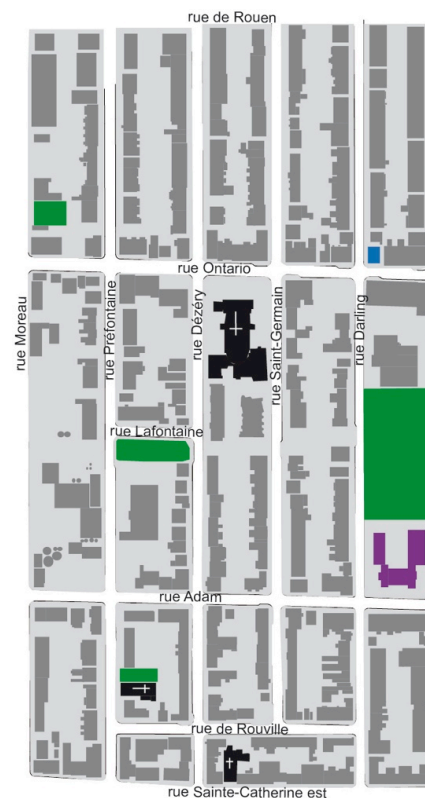 rue de Rouen
rue Ontario
rue Moreau
rue Préfontaine
rue Dézéry
rue Saint-Germain
rue Darling
rue Lafontaine
rue Adam
rue de Rouville
rue Sainte-Catherine est